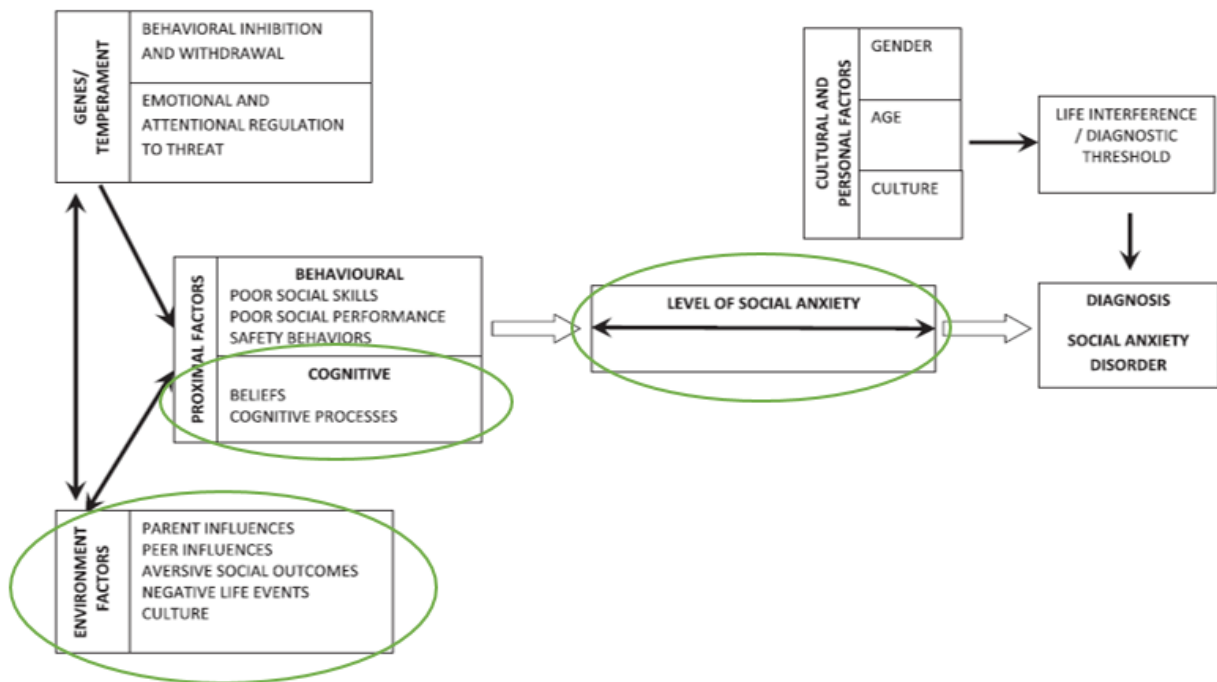 GENES/
TEMPERAMENT
BEHAVIORAL INHIBITION
AND WITHDRAWAL
EMOTIONAL AND
ATTENTIONAL REGULATION
TO THREAT
CULTURAL AND
PERSONAL FACTORS
GENDER
AGE
CULTURE
LIFE INTERFERENCE
/ DIAGNOSTIC
THRESHOLD
PROXIMAL FACTORS
BEHAVIOURAL
POOR SOCIAL SKILLS
POOR SOCIAL PERFORMANCE
SAFETY BEHAVIORS
COGNITIVE
BELIEFS
COGNITIVE PROCESSES
LEVEL OF SOCIAL ANXIETY
DIAGNOSIS
SOCIAL ANXIETY
DISORDER
ENVIRONMENT
FACTORS
PARENT INFLUENCES
PEER INFLUENCES
AVERSIVE SOCIAL OUTCOMES
NEGATIVE LIFE EVENTS
CULTURE